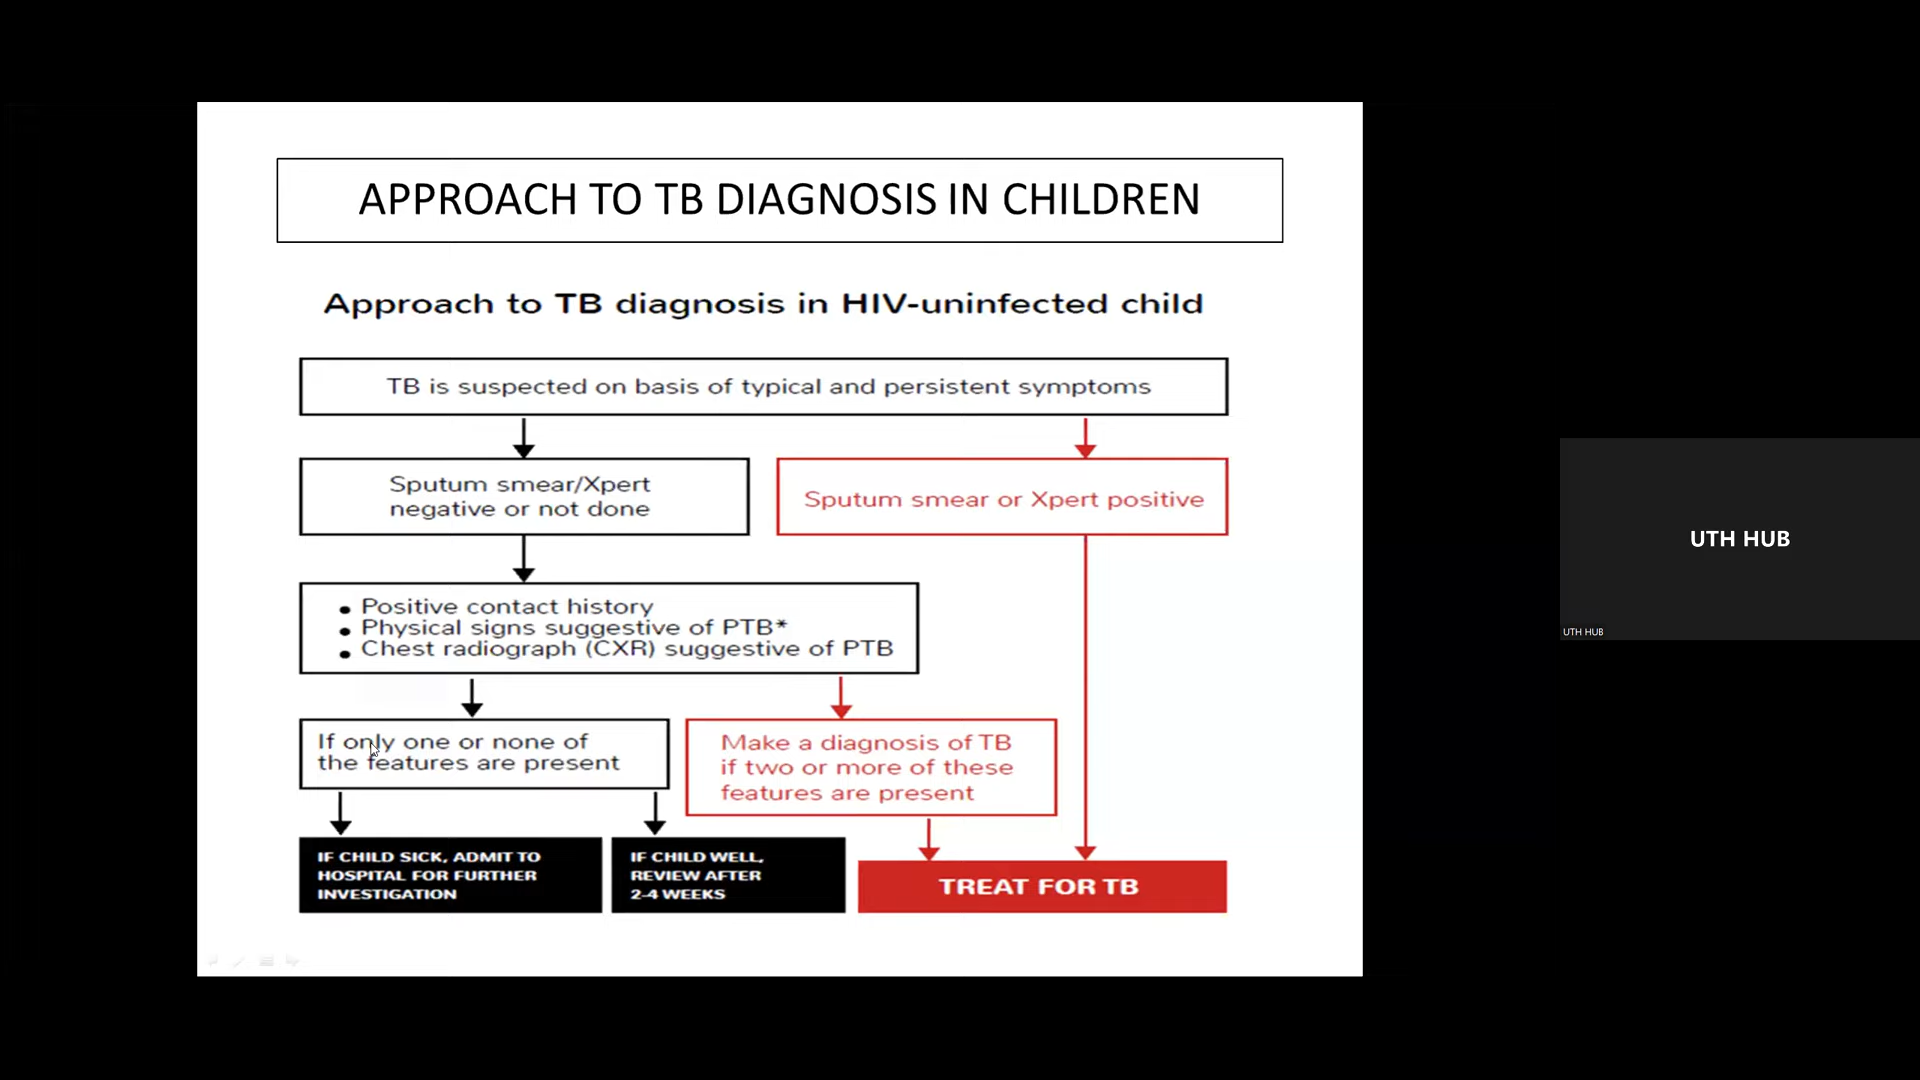 APPROACH TO TB DIAGNOSIS IN CHILDREN
Approach to TB diagnosis in HIV-uninfected child
TB is suspected on basis of typical and persistent symptoms
Sputum smear/Xpert
negative or not done
Sputum smear or Xpert positive
• Positive contact history
• Physical signs suggestive of PTB*
• Chest radiograph (CXR) suggestive of PTB
If only one or none of
the features are present
Make a diagnosis of TB
if two or more of these
features are present
IF CHILD SICK, ADMIT TO
HOSPITAL FOR FURTHER
INVESTIGATION
IF CHILD WELL,
REVIEW AFTER
2-4 WEEKS
TREAT FOR TB
UTH HUB
UTH HUB